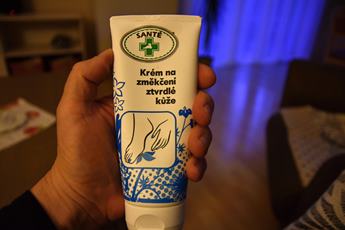 SANTÉ
Krém na
změkčení
ztvrdlé
kůže